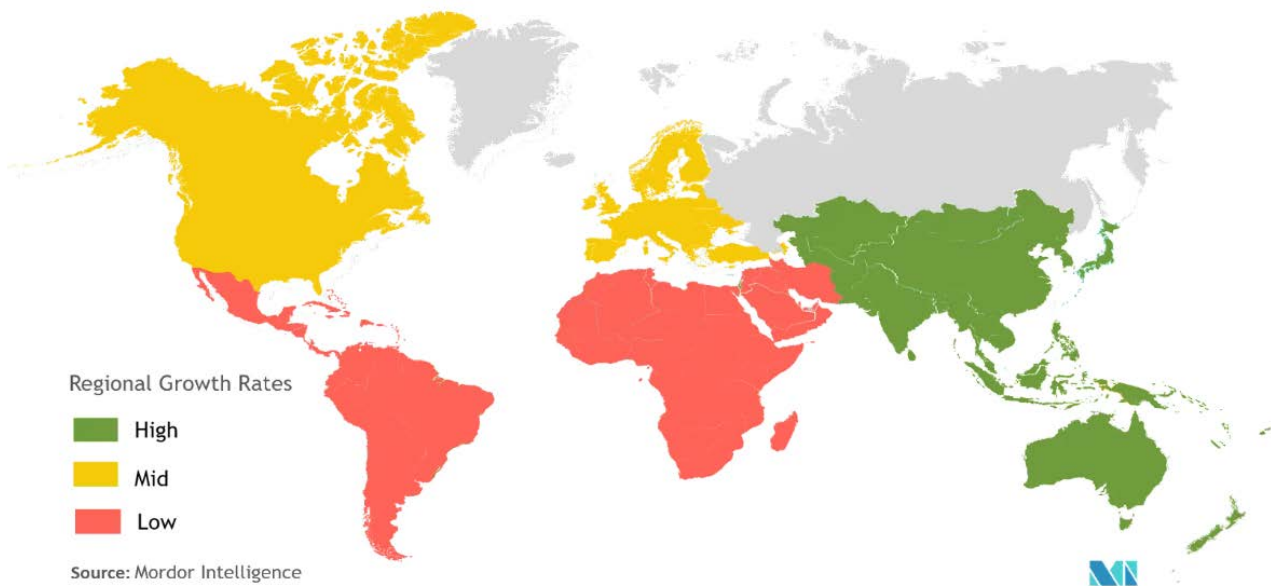 Regional Growth Rates
High
Mid
Low
Source: Mordor Intelligence